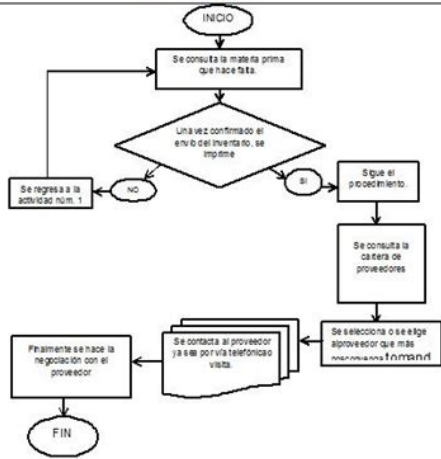 INICIO
Se consulta la materia prima
que hace falta.
Una vez confirmado el
envío del inventario, se
imprime
NO
SI
Se regresa a la
actividad núm. 1
Sigue el
procedimiento.
Se consulta la
cartera de
proveedores
Se selecciona o se elige
alproveedor que más
tomand
Se contacta al proveedor
ya sea por vía telefónica o
visita.
Finalmente se hace la
negociación con el
proveedor
FIN